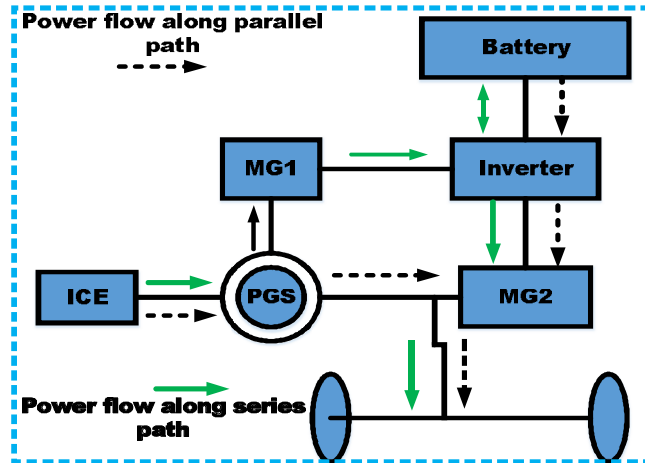 Power flow along parallel
path
Battery
MG1
Inverter
ICE
PGS
MG2
Power flow along series
path